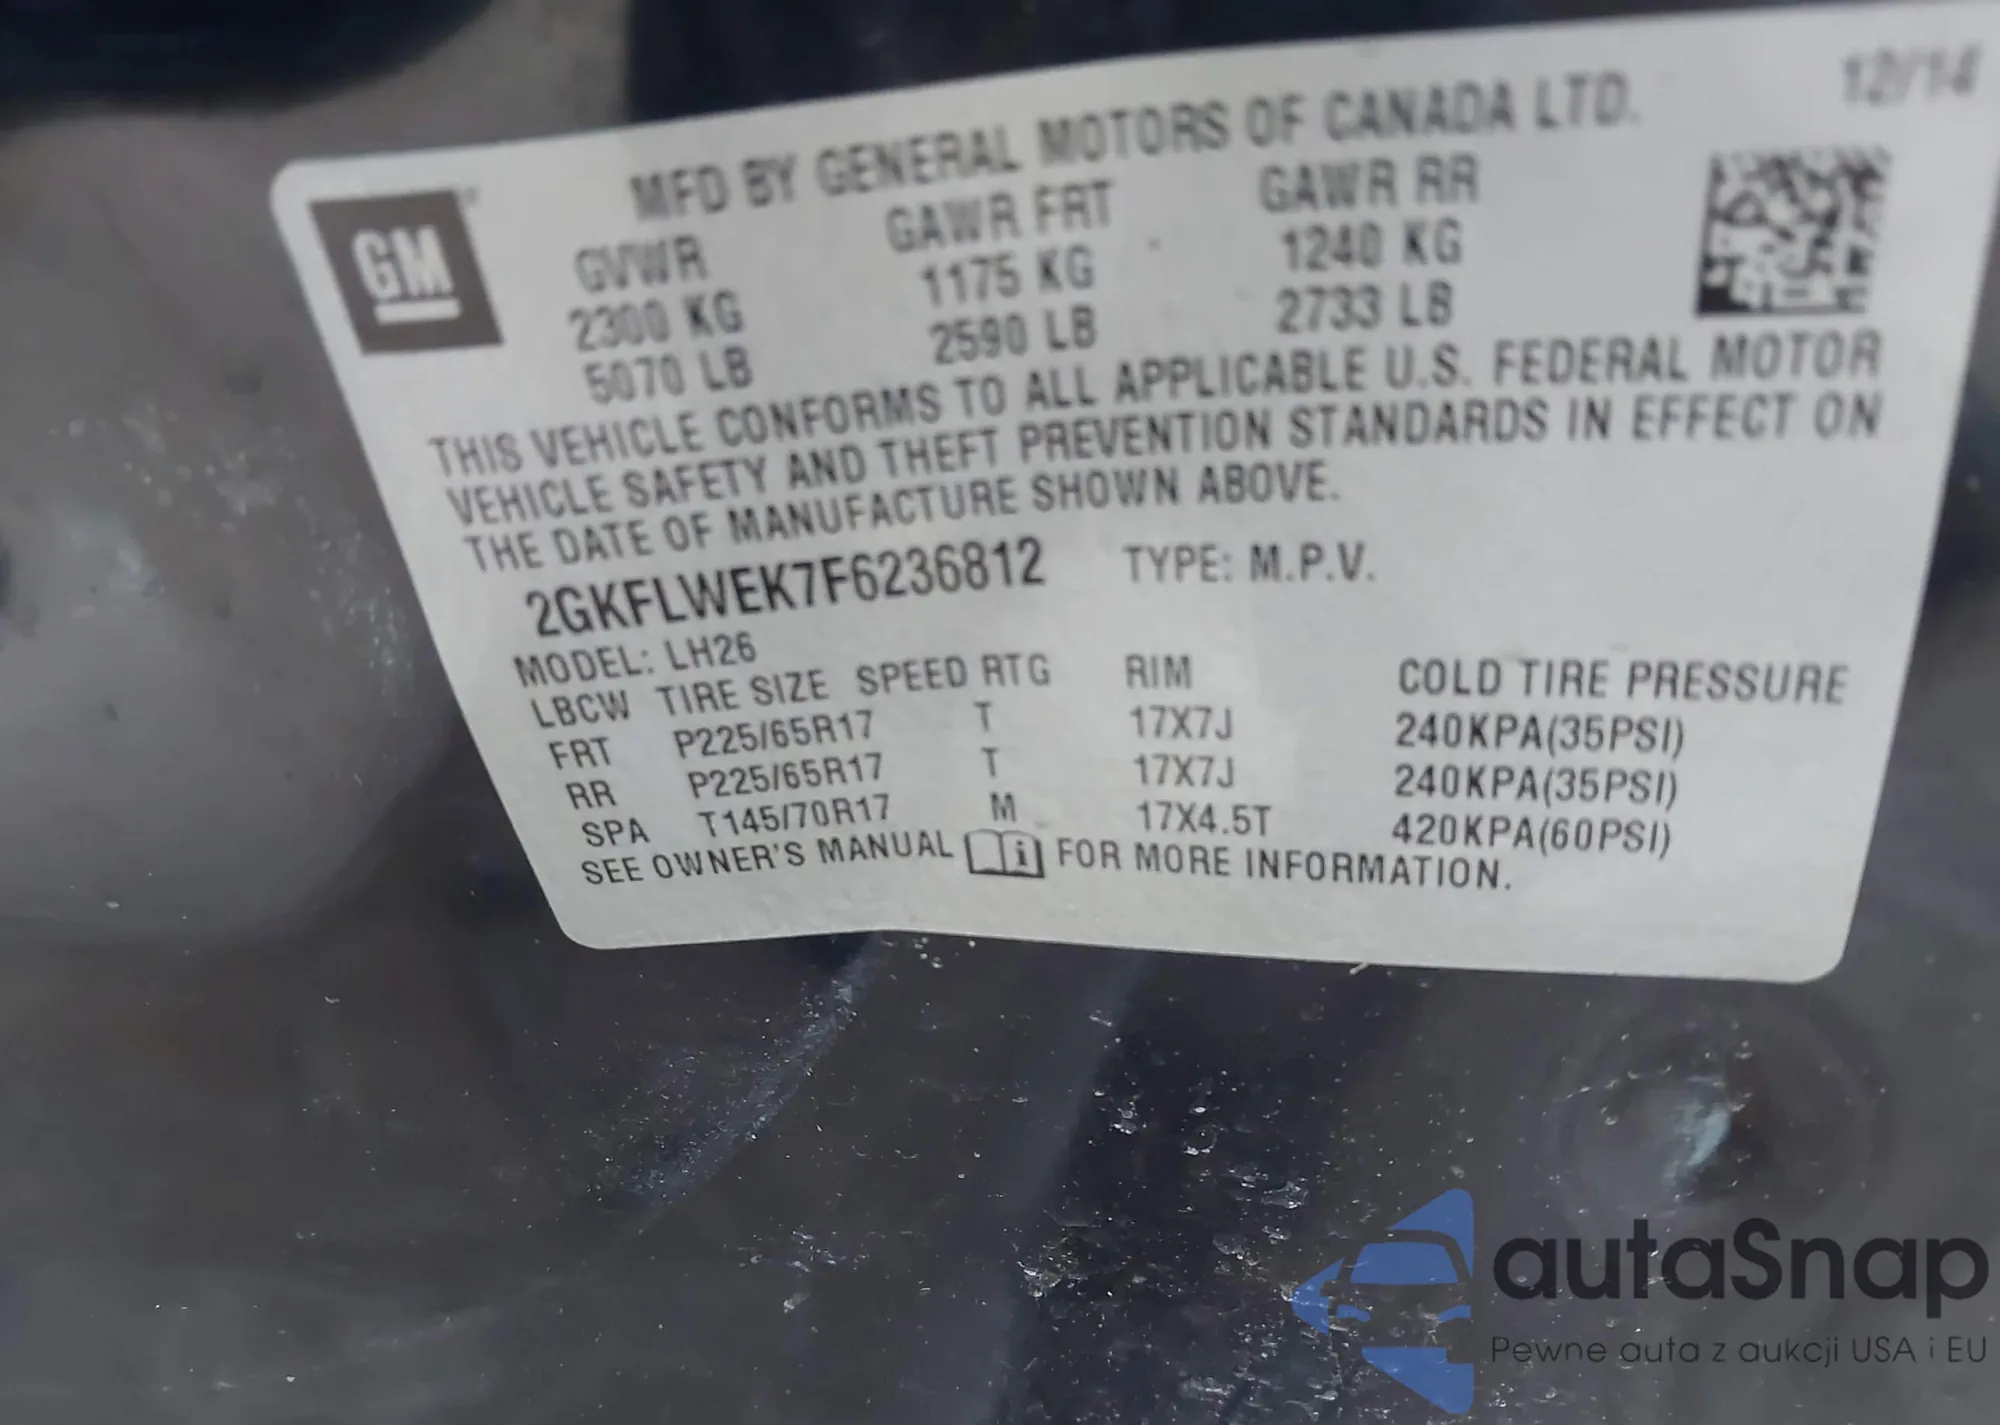 12/14
MFD BY GENERAL MOTORS OF CANADA LTD.
GM
GVWR GAWR FRT GAWR RR
2300 KG 1175 KG 1240 KG
5070 LB 2590 LB 2733 LB
THIS VEHICLE CONFORMS TO ALL APPLICABLE U.S. FEDERAL MOTOR
VEHICLE SAFETY AND THEFT PREVENTION STANDARDS IN EFFECT ON
THE DATE OF MANUFACTURE SHOWN ABOVE.
2GKFLWEK7F6236812 TYPE: M.P.V.
MODEL: LH26
LBCW TIRE SIZE SPEED RTG RIM COLD TIRE PRESSURE
FRT P225/65R17 T 17X7J 240KPA(35PSI)
RR P225/65R17 T 17X7J 240KPA(35PSI)
SPA T145/70R17 M 17X4.5T 420KPA(60PSI)
SEE OWNER'S MANUAL i FOR MORE INFORMATION.
autaSnap
Pewne auta z aukcji USA i EU